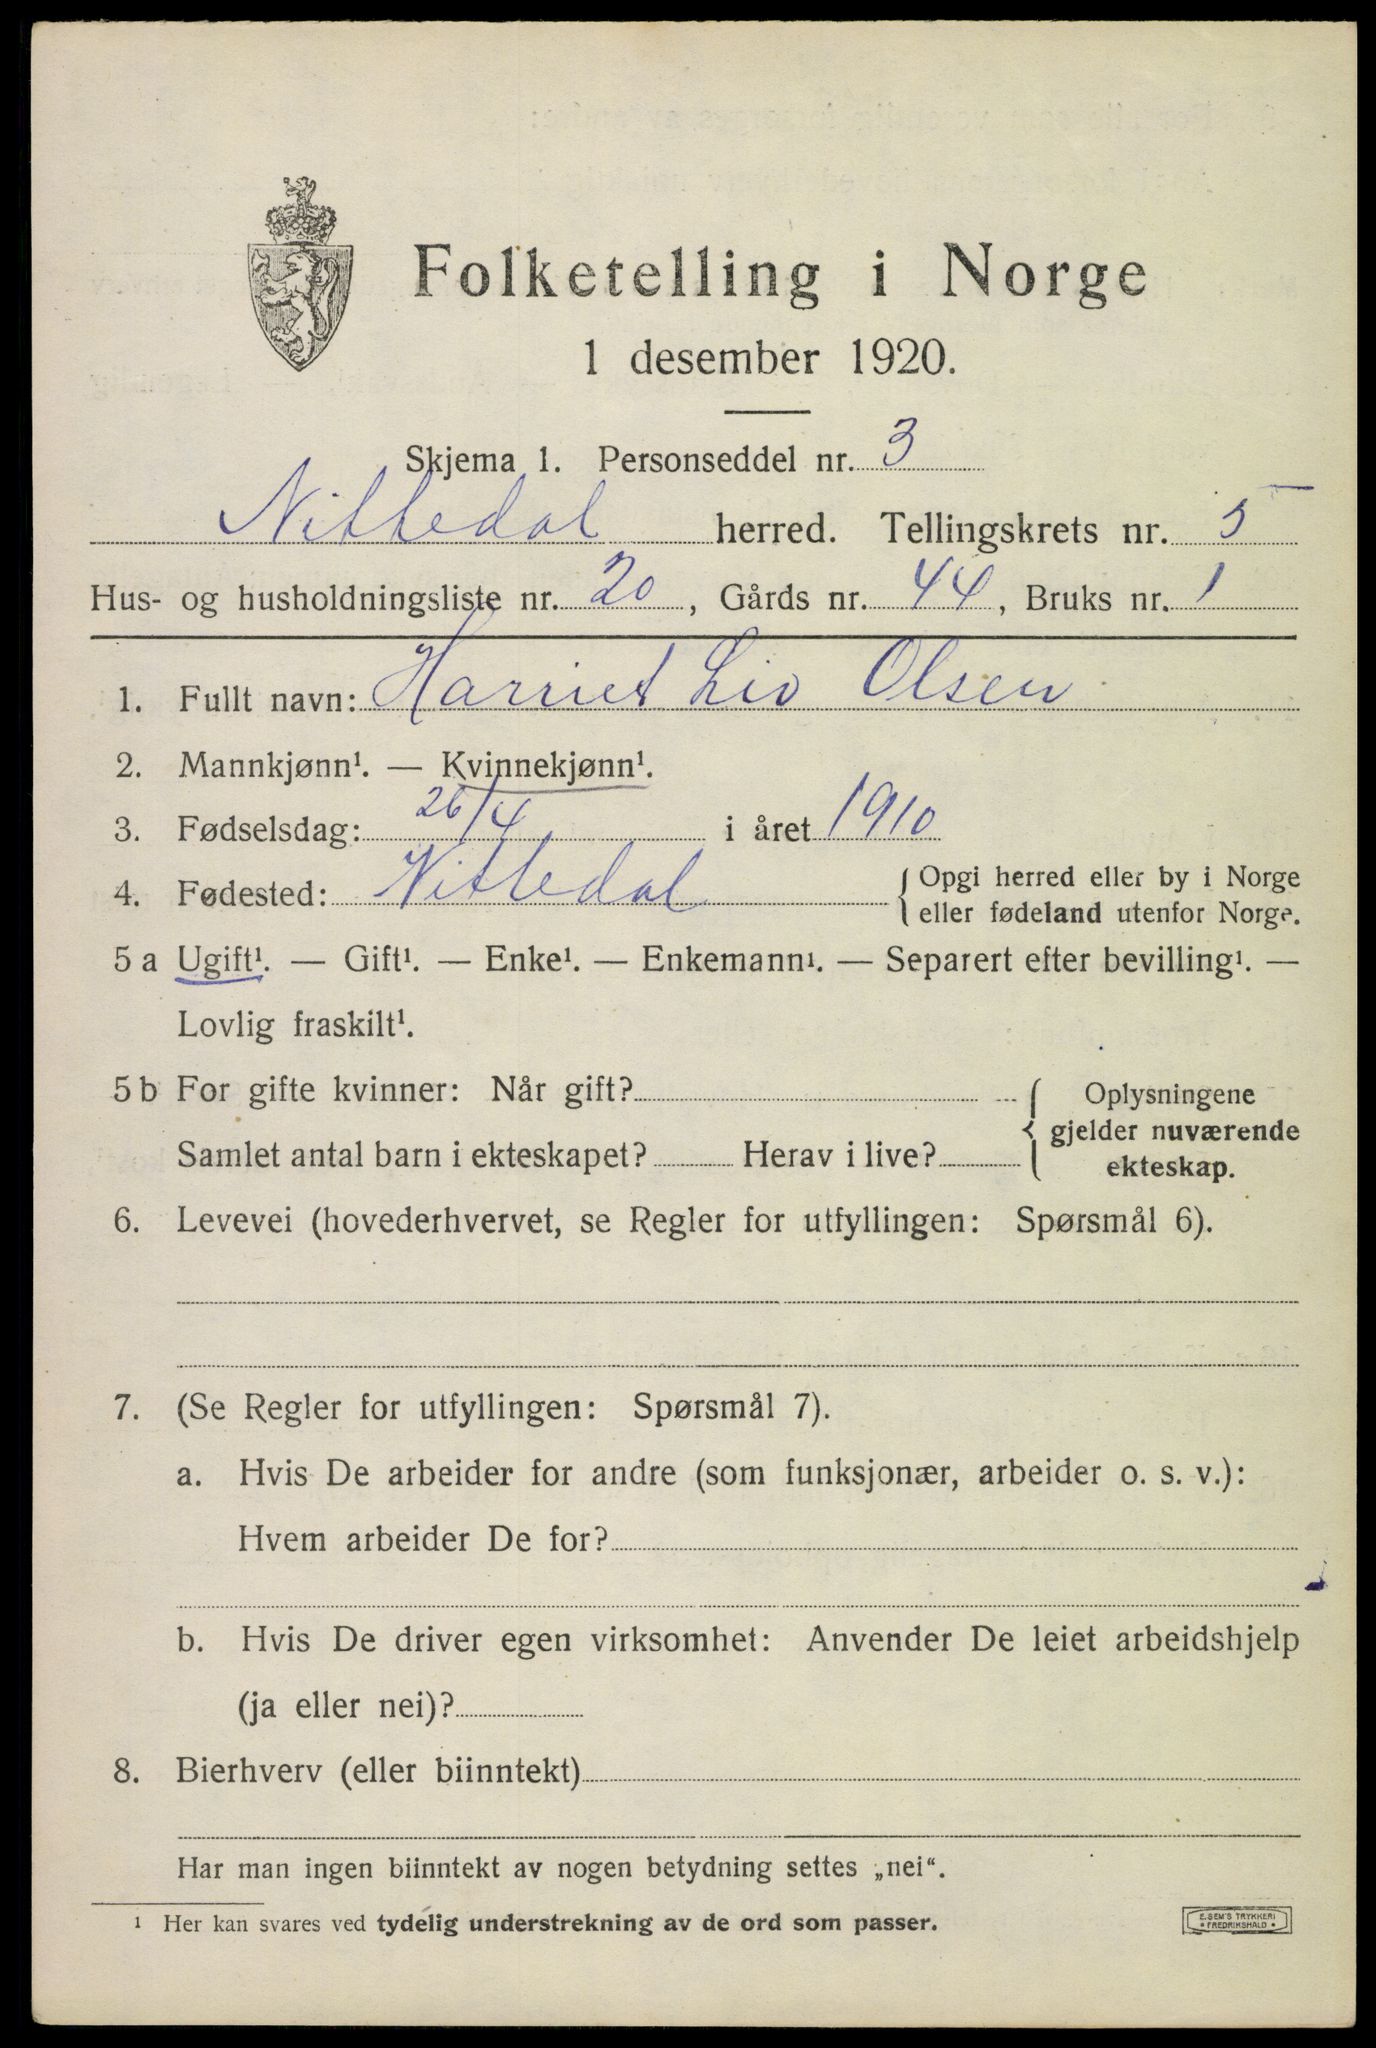 Folketelling i Norge
1 desember 1920.
Skjema 1. Personseddel nr. 3
Nittedal herred. Tellingskrets nr. 5
Hus- og husholdningsliste nr. 20, Gårds nr. 44, Bruks nr. 1
1. Fullt navn: Harriet Liv Olsen
2. Mannkjønn¹. — Kvinnekjønn¹.
3. Fødselsdag: 26/4 i året 1910
4. Fødested: Nittedal { Opgi herred eller by i Norge
eller fødeland utenfor Norge.
5 a Ugift¹. — Gift¹. — Enke¹. — Enkemann¹. — Separert efter bevilling¹. —
Lovlig fraskilt¹.
5 b For gifte kvinner: Når gift? { Oplysningene
gjelder nuværende
Samlet antal barn i ekteskapet? Herav i live?
ekteskap.
6. Levevei (hovederhvervet, se Regler for utfyllingen: Spørsmål 6).
7. (Se Regler for utfyllingen: Spørsmål 7).
a. Hvis De arbeider for andre (som funksjonær, arbeider o. s. v.):
Hvem arbeider De for?
b. Hvis De driver egen virksomhet: Anvender De leiet arbeidshjelp
(ja eller nei)?
8. Bierhverv (eller biinntekt)
Har man ingen biinntekt av nogen betydning settes „nei“.
¹ Her kan svares ved tydelig understrekning av de ord som passer.
E. SEM'S TRYKKERI
• FREDRIKSHALD •